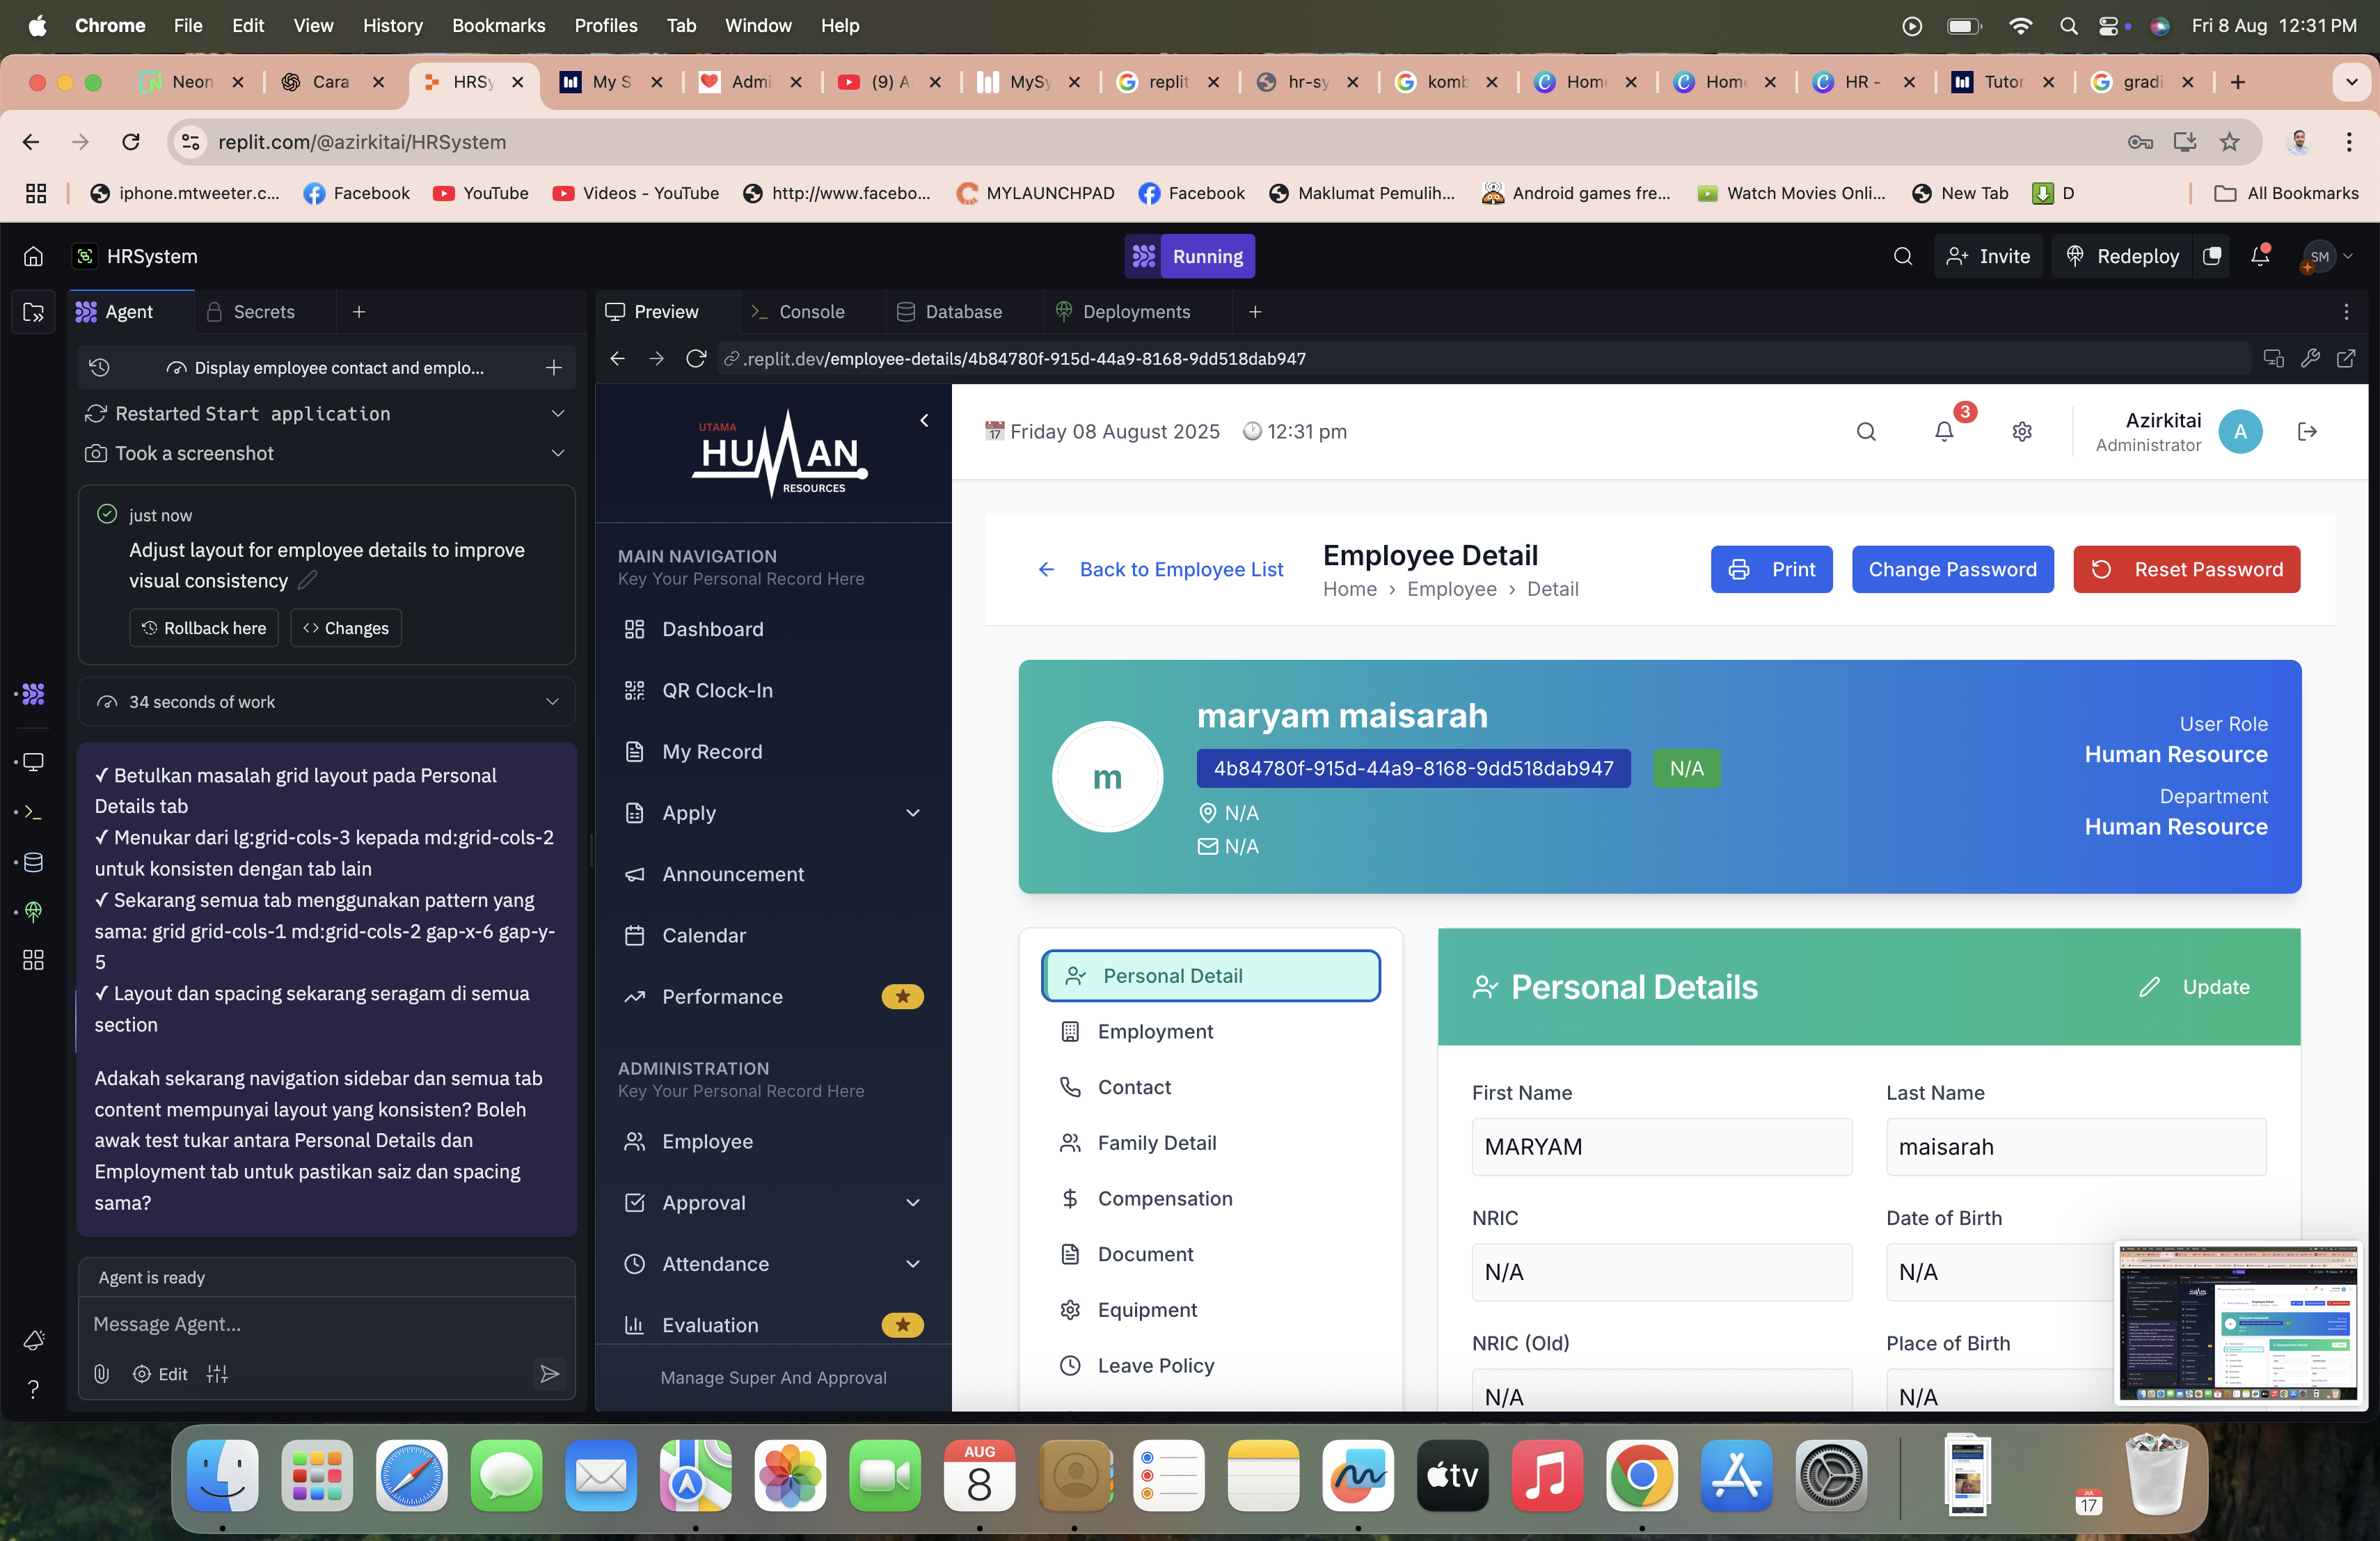 Chrome File Edit View History Bookmarks Profiles Tab Window Help
Fri 8 Aug 12:31 PM
Neon
Cara
HRSy
My S
Admi
(9) A
MySy
replit
hr-sy
komb
Hom
Hom
HR -
Tutor
gradi
replit.com/@azirkitai/HRSystem
iphone.mtweeter.c...
Facebook
YouTube
Videos - YouTube
http://www.facebo...
MYLAUNCHPAD
Facebook
Maklumat Pemulih...
Android games fre...
Watch Movies Onli...
New Tab
D
All Bookmarks
HRSystem
Running
Invite
Redeploy
SM
Agent
Secrets
Preview
Console
Database
Deployments
Display employee contact and emplo...
.replit.dev/employee-details/4b84780f-915d-44a9-8168-9dd518dab947
Restarted Start application
Took a screenshot
just now
Adjust layout for employee details to improve
visual consistency
Rollback here
Changes
34 seconds of work
✓ Betulkan masalah grid layout pada Personal
Details tab
✓ Menukar dari lg:grid-cols-3 kepada md:grid-cols-2
untuk konsisten dengan tab lain
✓ Sekarang semua tab menggunakan pattern yang
sama: grid grid-cols-1 md:grid-cols-2 gap-x-6 gap-y-
5
✓ Layout dan spacing sekarang seragam di semua
section
Adakah sekarang navigation sidebar dan semua tab
content mempunyai layout yang konsisten? Boleh
awak test tukar antara Personal Details dan
Employment tab untuk pastikan saiz dan spacing
sama?
Agent is ready
Message Agent...
Edit
UTAMA
HUMAN
RESOURCES
MAIN NAVIGATION
Key Your Personal Record Here
Dashboard
QR Clock-In
My Record
Apply
Announcement
Calendar
Performance
ADMINISTRATION
Key Your Personal Record Here
Employee
Approval
Attendance
Evaluation
Manage Super And Approval
17 Friday 08 August 2025 12:31 pm
3
Azirkitai
Administrator
A
Back to Employee List
Employee Detail
Home › Employee › Detail
Print
Change Password
Reset Password
m
maryam maisarah
4b84780f-915d-44a9-8168-9dd518dab947
N/A
N/A
N/A
User Role
Human Resource
Department
Human Resource
Personal Detail
Employment
Contact
Family Detail
Compensation
Document
Equipment
Leave Policy
Personal Details
Update
First Name
MARYAM
Last Name
maisarah
NRIC
N/A
Date of Birth
N/A
NRIC (Old)
N/A
Place of Birth
N/A
AUG
8
tv
JUL
17